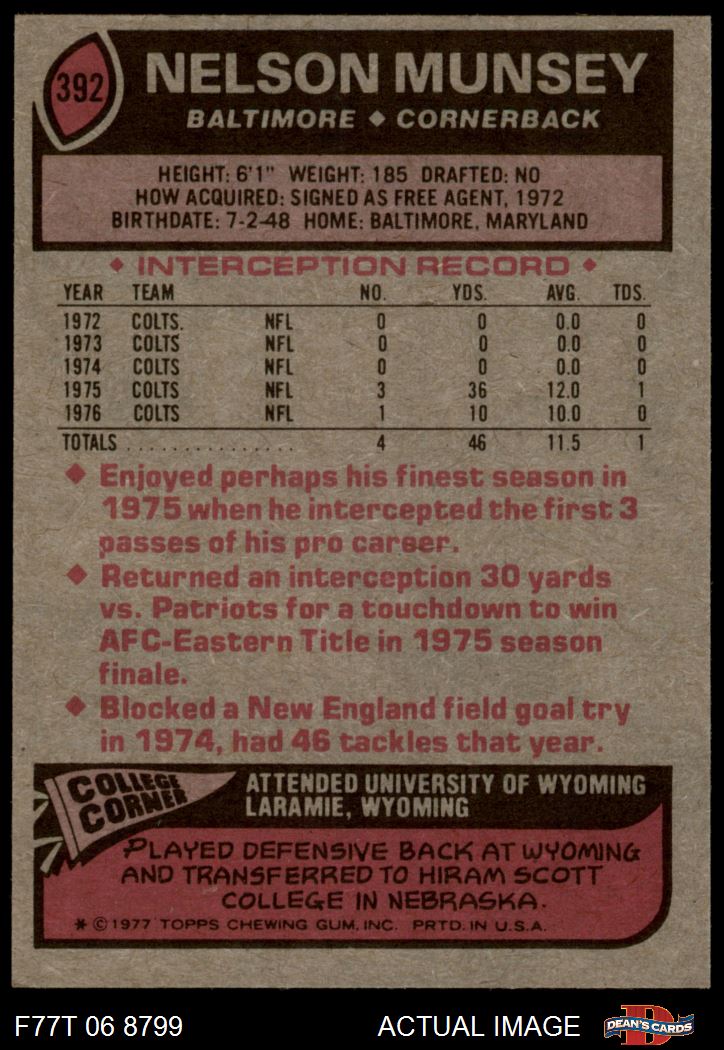 392
NELSON MUNSEY
BALTIMORE ◆ CORNERBACK
HEIGHT: 6'1" WEIGHT: 185 DRAFTED: NO
HOW ACQUIRED: SIGNED AS FREE AGENT, 1972
BIRTHDATE: 7-2-48 HOME: BALTIMORE, MARYLAND
◆ INTERCEPTION RECORD ◆
YEAR TEAM NO. YDS. AVG. TDS.
1972 COLTS. NFL 0 0 0.0 0
1973 COLTS NFL 0 0 0.0 0
1974 COLTS NFL 0 0 0.0 0
1975 COLTS NFL 3 36 12.0 1
1976 COLTS NFL 1 10 10.0 0
TOTALS ................ 4 46 11.5 1
◆ Enjoyed perhaps his finest season in
1975 when he intercepted the first 3
passes of his pro career.
◆ Returned an interception 30 yards
vs. Patriots for a touchdown to win
AFC-Eastern Title in 1975 season
finale.
◆ Blocked a New England field goal try
in 1974, had 46 tackles that year.
COLLEGE
CORNER
ATTENDED UNIVERSITY OF WYOMING
LARAMIE, WYOMING
PLAYED DEFENSIVE BACK AT WYOMING
AND TRANSFERRED TO HIRAM SCOTT
COLLEGE IN NEBRASKA.
* © 1977 TOPPS CHEWING GUM, INC. PRTD. IN U.S.A.
F77T 06 8799
ACTUAL IMAGE
D
DEAN'S CARDS